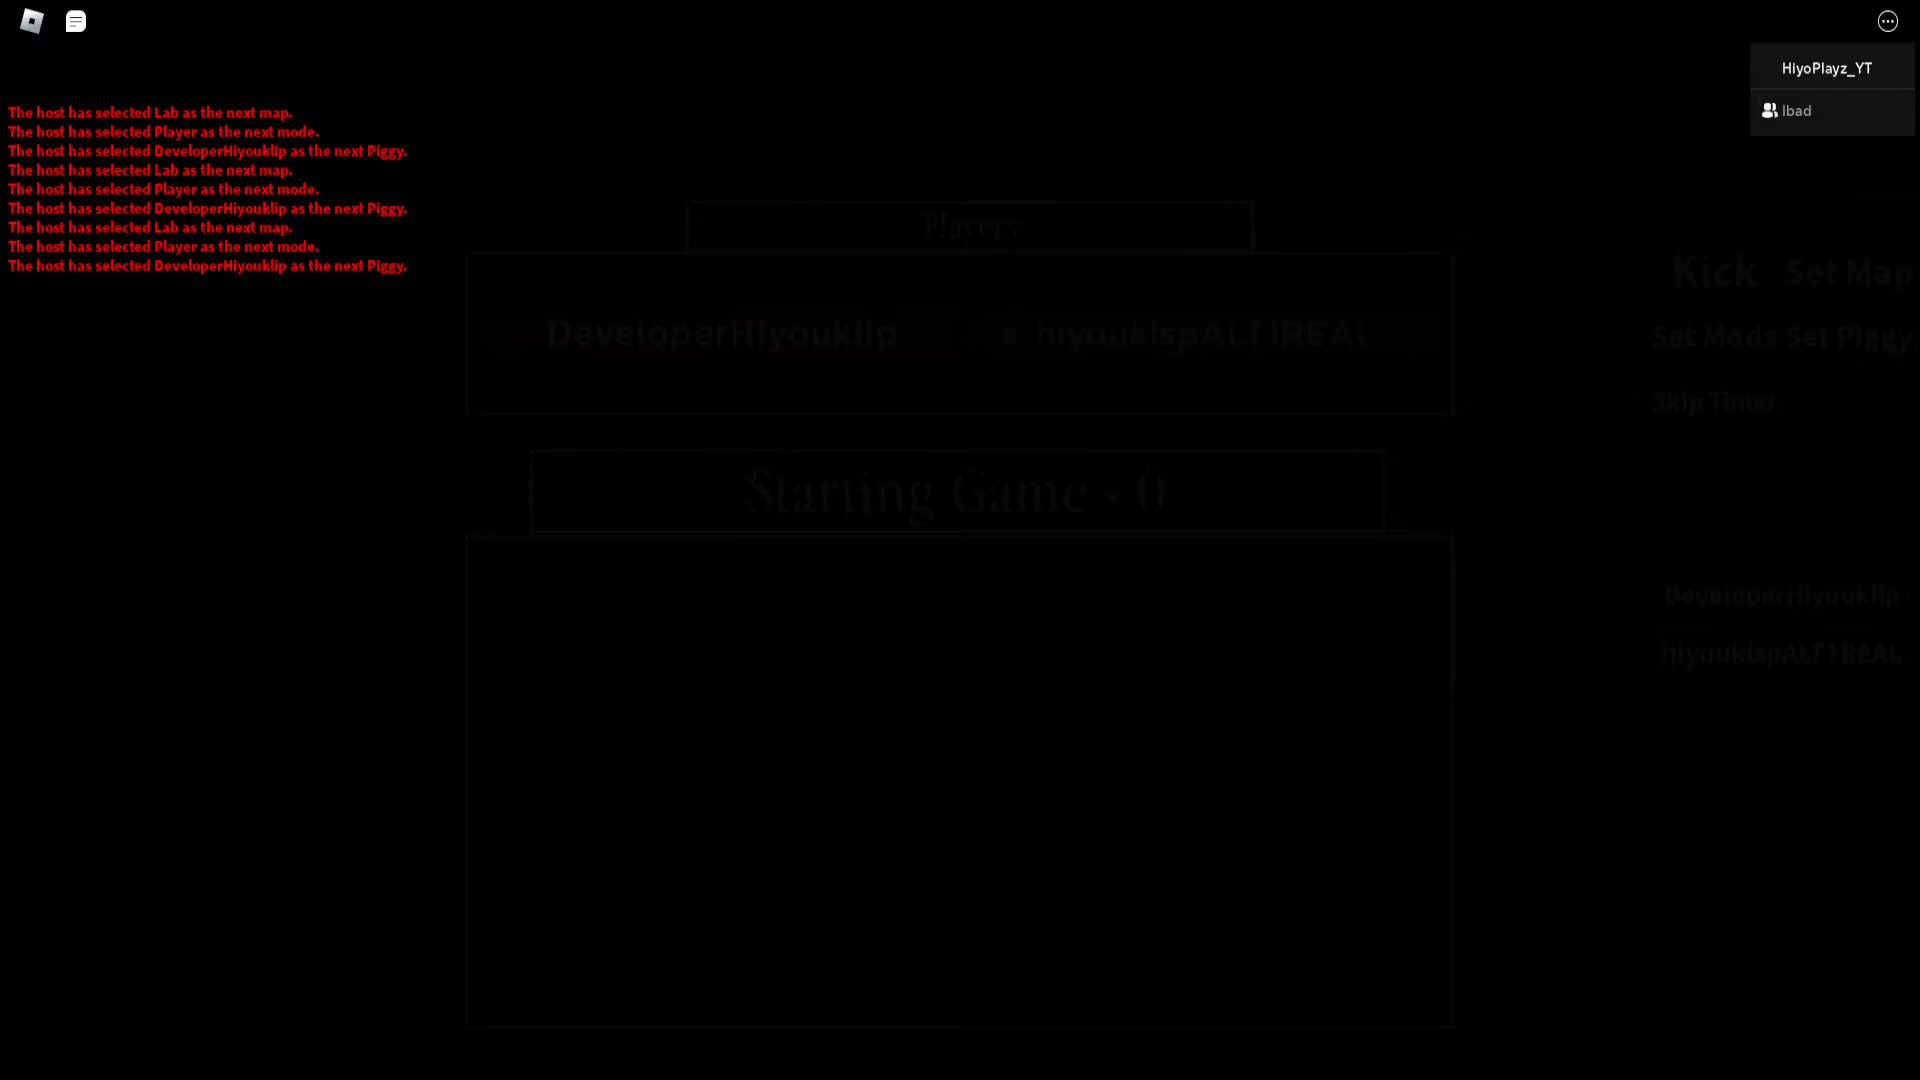 HiyoPlayz_YT
Ibad
The host has selected Lab as the next map.
The host has selected Player as the next mode.
The host has selected DeveloperHiyouklip as the next Piggy.
The host has selected Lab as the next map.
The host has selected Player as the next mode.
The host has selected DeveloperHiyouklip as the next Piggy.
The host has selected Lab as the next map.
The host has selected Player as the next mode.
The host has selected DeveloperHiyouklip as the next Piggy.
Players
DeveloperHiyouklip
Kick Set Map
Set Mode Set Piggy
Skip Timer
Starting Game - 0
DeveloperHiyouklip
hiyouklspALT1REAL